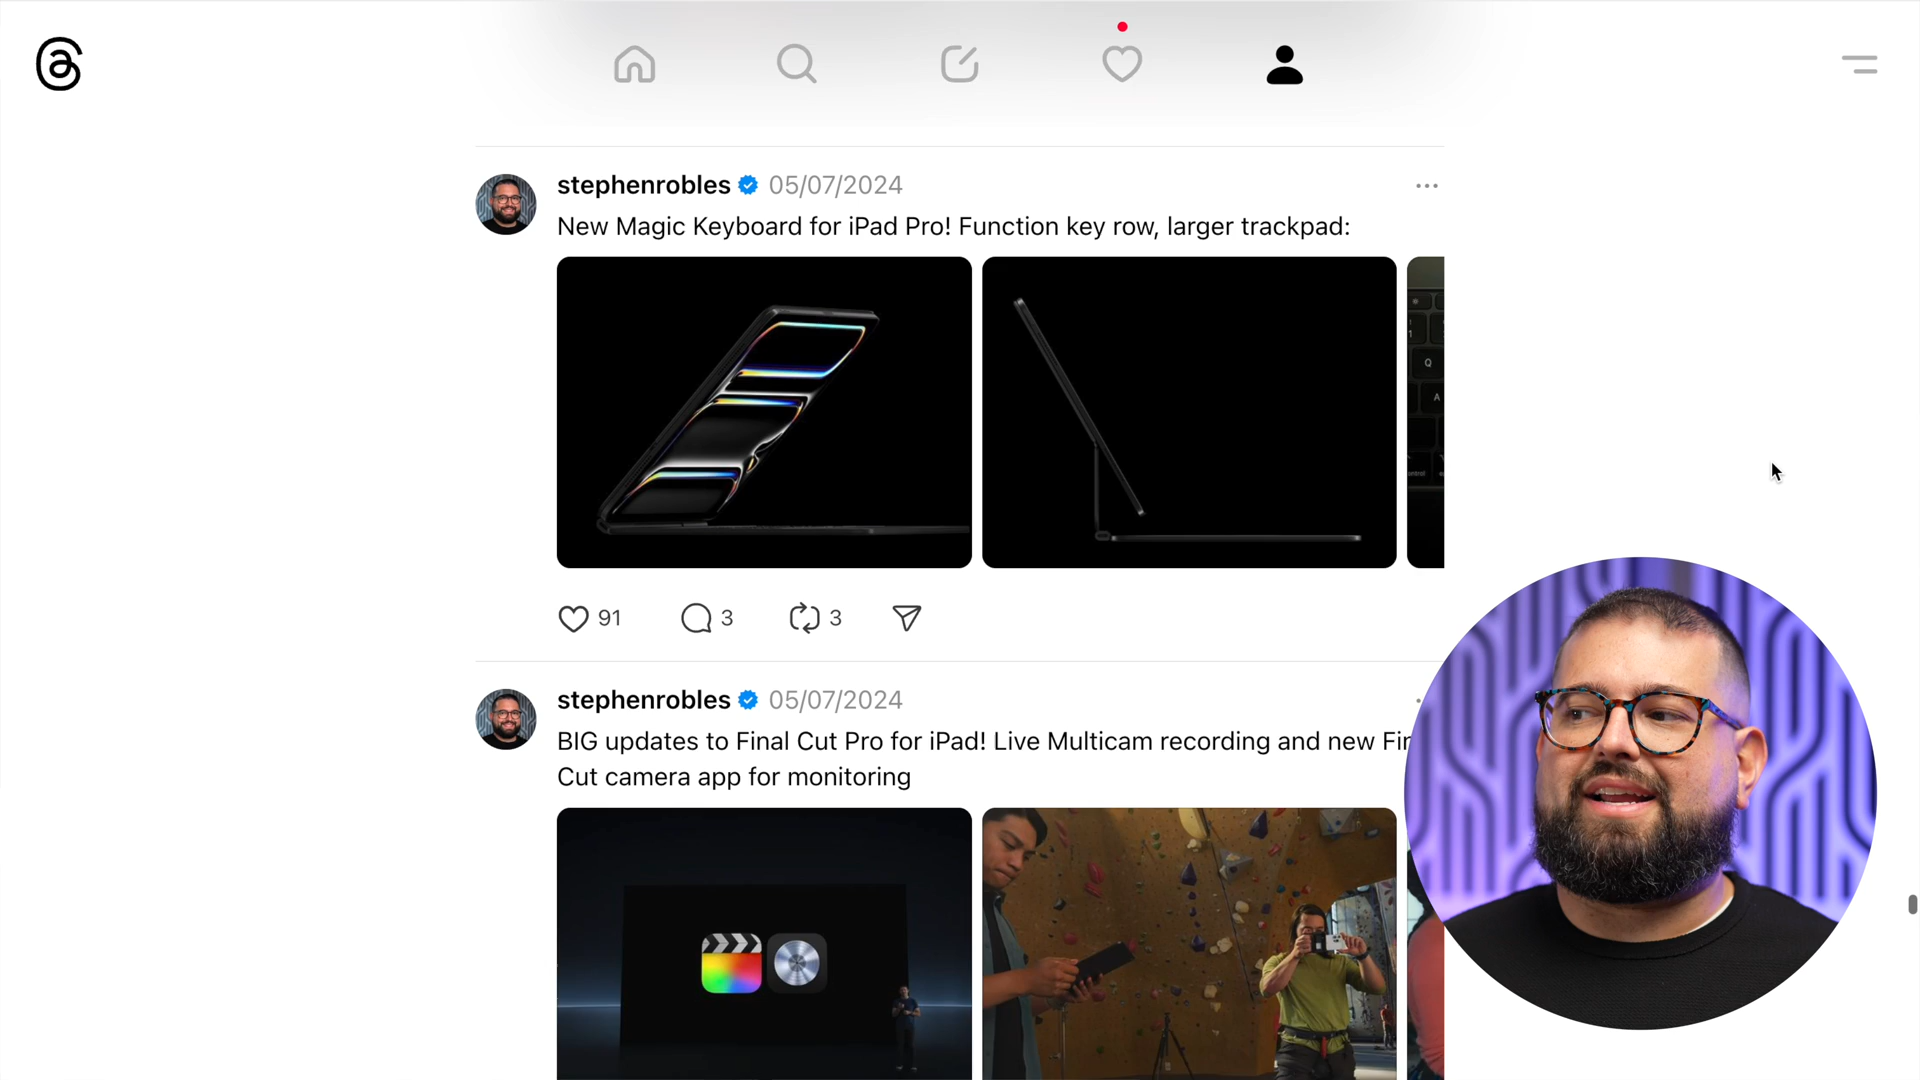 stephenrobles 05/07/2024
New Magic Keyboard for iPad Pro! Function key row, larger trackpad:
Q
A
91 3 3
stephenrobles 05/07/2024
BIG updates to Final Cut Pro for iPad! Live Multicam recording and new
Cut camera app for monitoring